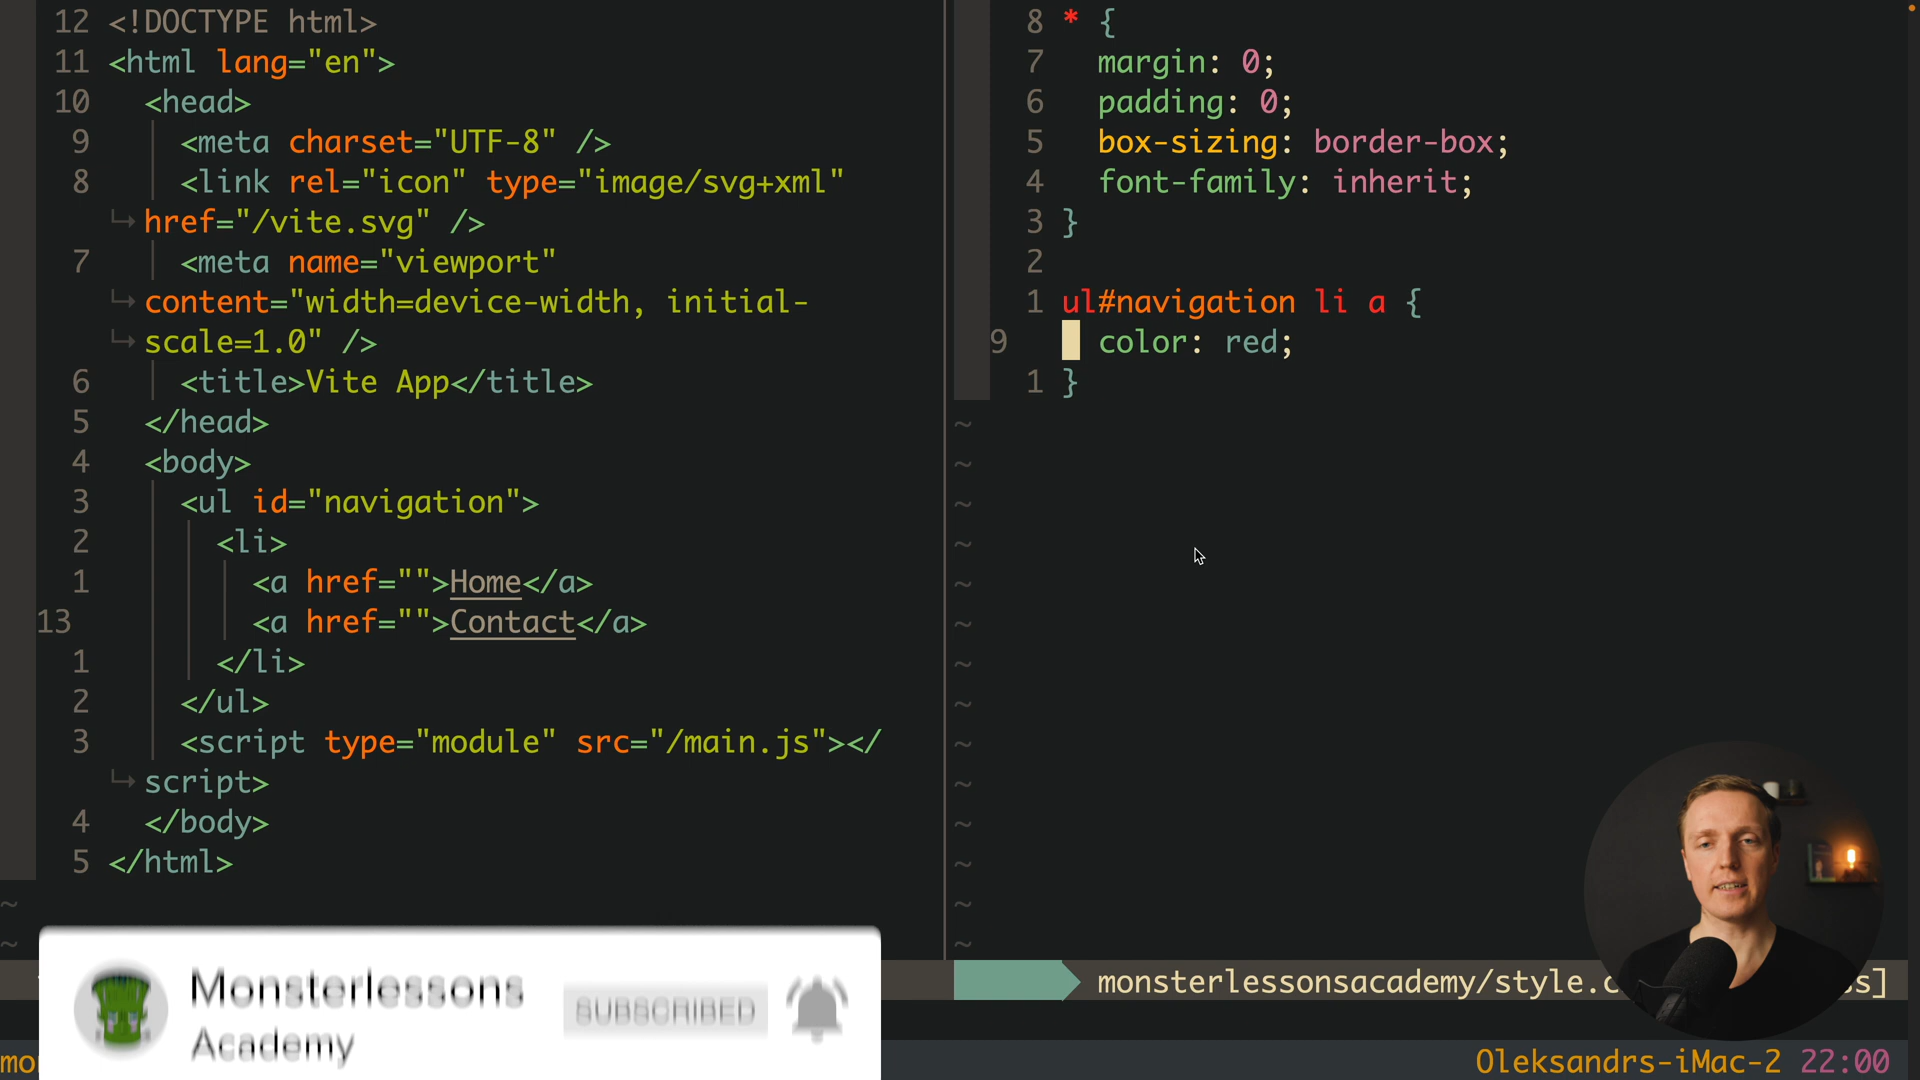 12 <!DOCTYPE html>
11 <html lang="en">
10 <head>
9 <meta charset="UTF-8" />
8 <link rel="icon" type="image/svg+xml"
href="/vite.svg" />
7 <meta name="viewport"
content="width=device-width, initial-
scale=1.0" />
6 <title>Vite App</title>
5 </head>
4 <body>
3 <ul id="navigation">
2 <li>
1 <a href="">Home</a>
13 <a href="">Contact</a>
1 </li>
2 </ul>
3 <script type="module" src="/main.js"></
script>
4 </body>
5 </html>
8 * {
7 margin: 0;
6 padding: 0;
5 box-sizing: border-box;
4 font-family: inherit;
3 }
2
1 ul#navigation li a {
9 color: red;
1 }
Monsterlessons
Academy
SUBSCRIBED
monsterlessonsacademy/style.c s]
mo
Oleksandrs-iMac-2 22:00